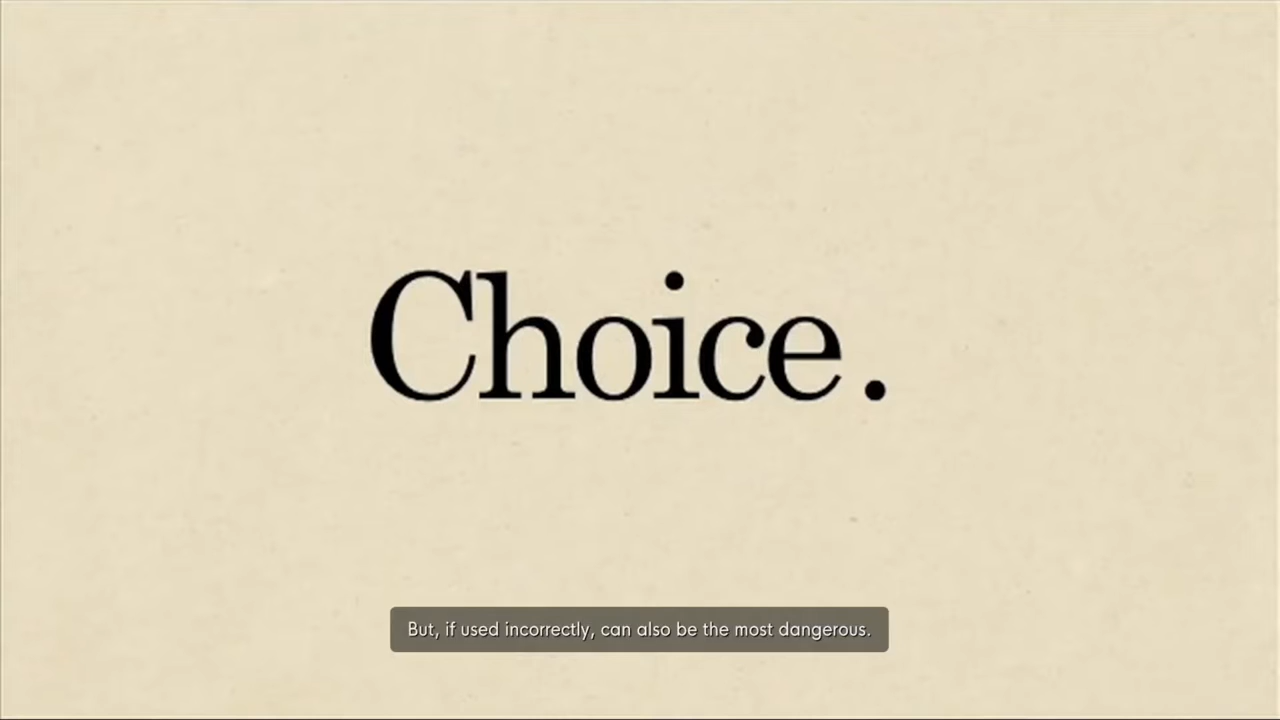 Choice.
But, if used incorrectly, can also be the most dangerous.